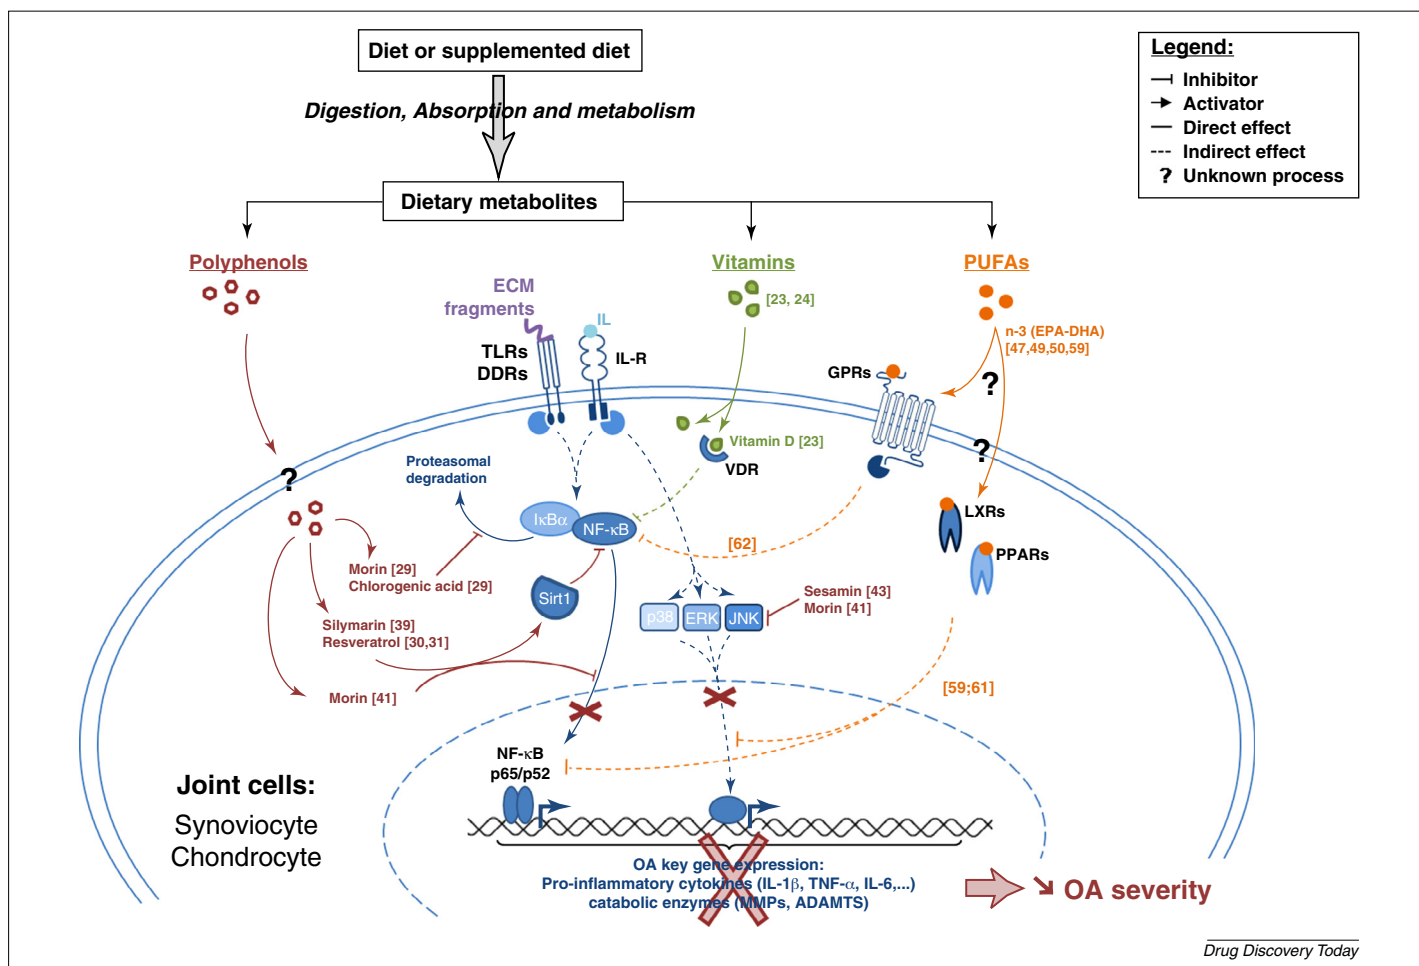 Diet or supplemented diet
Digestion, Absorption and metabolism
Dietary metabolites
Legend:
Inhibitor
Activator
Direct effect
Indirect effect
? Unknown process
Polyphenols
Vitamins
PUFAs
[23, 24]
ECM
fragments
IL
TLRs
DDRs
IL-R
n-3 (EPA-DHA)
[47,49,50,59]
GPRs
?
?
?
Vitamin D [23]
VDR
Proteasomal
degradation
IκBα
NF-κB
[62]
LXRs
PPARs
Morin [29]
Chlorogenic acid [29]
Sirt1
Silymarin [39]
Resveratrol [30,31]
Morin [41]
p38
ERK
JNK
Sesamin [43]
Morin [41]
[59;61]
NF-κB
p65/p52
Joint cells:
Synoviocyte
Chondrocyte
OA key gene expression:
Pro-inflammatory cytokines (IL-1β, TNF-α, IL-6,...)
catabolic enzymes (MMPs, ADAMTS)
OA severity
Drug Discovery Today